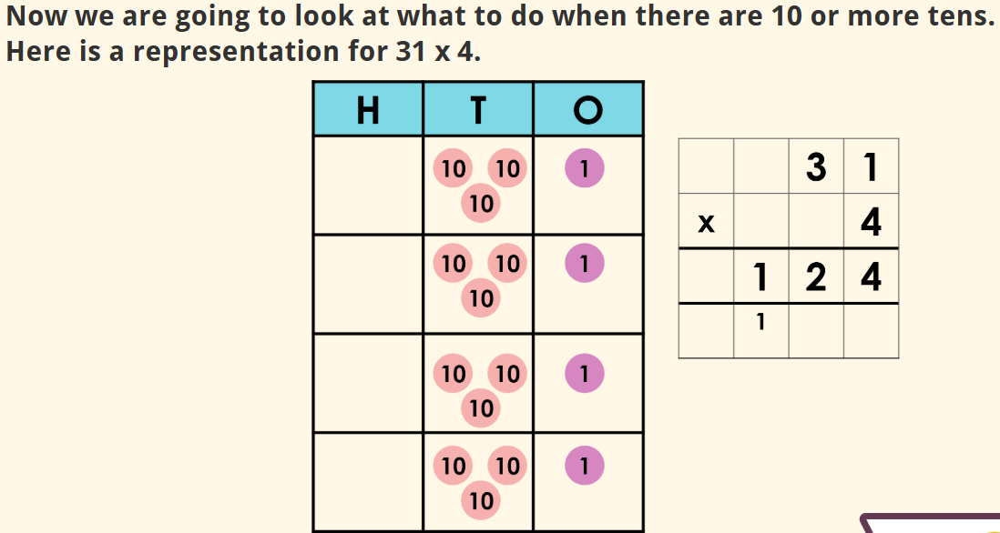 Now we are going to look at what to do when there are 10 or more tens.
Here is a representation for 31 x 4.
H T O
10 10 1
10
10 10 1
10
10 10 1
10
10 10 1
10
3 1
x 4
1 2 4
1